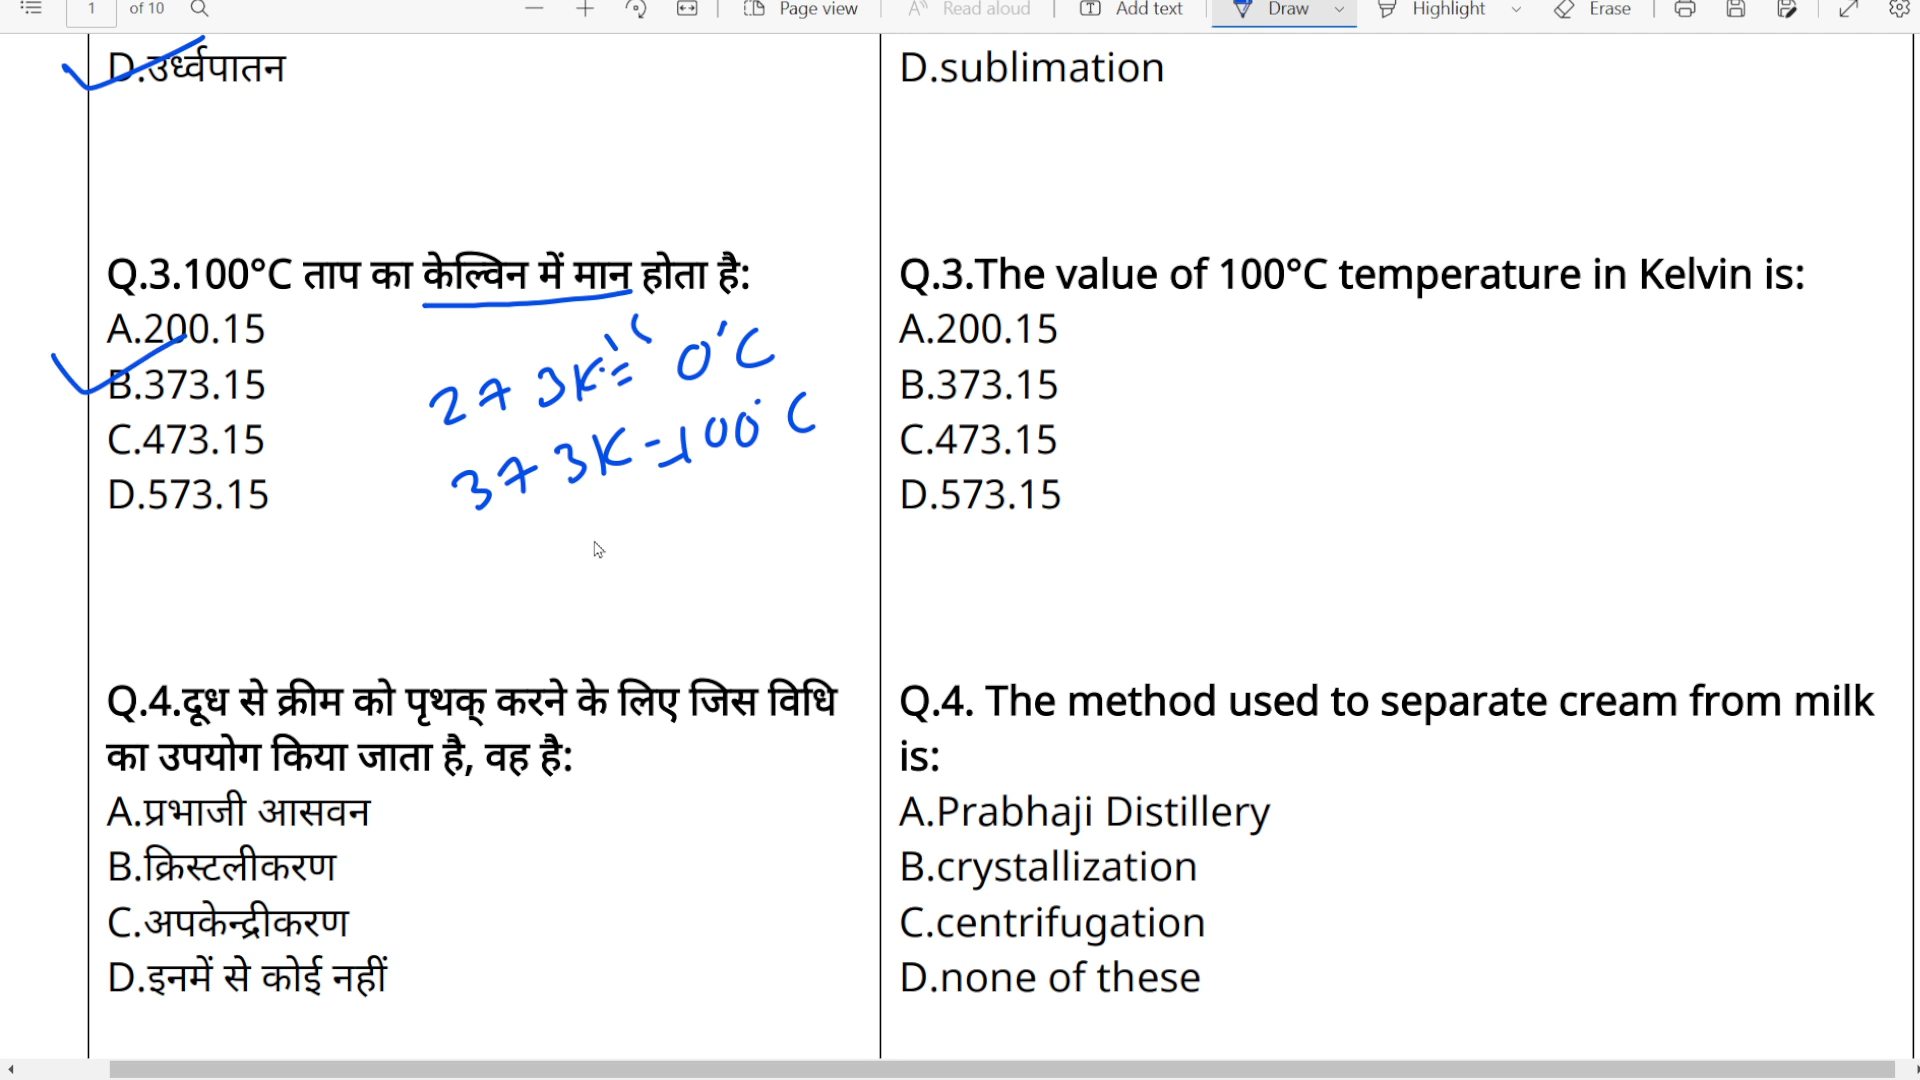 1 of 10 Page view Read aloud Add text Draw Highlight Erase
D.उर्ध्वपातन
Q.3.100°C ताप का केल्विन में मान होता है:
A.200.15
B.373.15
C.473.15
D.573.15
273K = 0°C
373K = 100°C
Q.4.दूध से क्रीम को पृथक् करने के लिए जिस विधि
का उपयोग किया जाता है, वह है:
A.प्रभाजी आसवन
B.क्रिस्टलीकरण
C.अपकेन्द्रीकरण
D.इनमें से कोई नहीं
D.sublimation
Q.3.The value of 100°C temperature in Kelvin is:
A.200.15
B.373.15
C.473.15
D.573.15
Q.4. The method used to separate cream from milk
is:
A.Prabhaji Distillery
B.crystallization
C.centrifugation
D.none of these